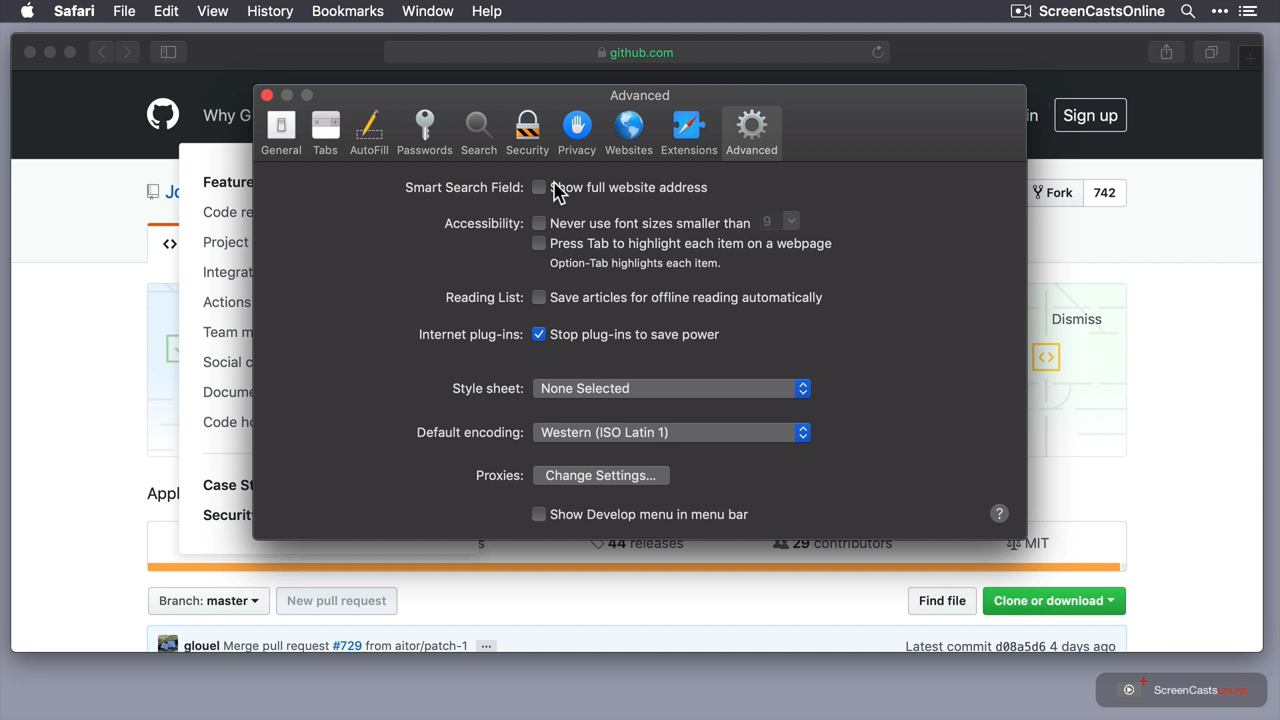 Safari File Edit View History Bookmarks Window Help ScreenCastsOnline
github.com
Advanced
Why G
in Sign up
General Tabs AutoFill Passwords Search Security Privacy Websites Extensions Advanced
Feature
Smart Search Field: Show full website address
Jo
Fork 742
Code re
Accessibility: Never use font sizes smaller than 9
Project
Press Tab to highlight each item on a webpage
Option-Tab highlights each item.
Integrat
Actions
Reading List: Save articles for offline reading automatically
Dismiss
Team m
Internet plug-ins: Stop plug-ins to save power
Social c
Docume
Style sheet: None Selected
Code ho
Default encoding: Western (ISO Latin 1)
Case St
Proxies: Change Settings...
Appl
Securit
Show Develop menu in menu bar
?
s 44 releases 29 contributors MIT
Branch: master New pull request Find file Clone or download
glouel Merge pull request #729 from aitor/patch-1 ... Latest commit d08a5d6 4 days ago
ScreenCastsONLINE